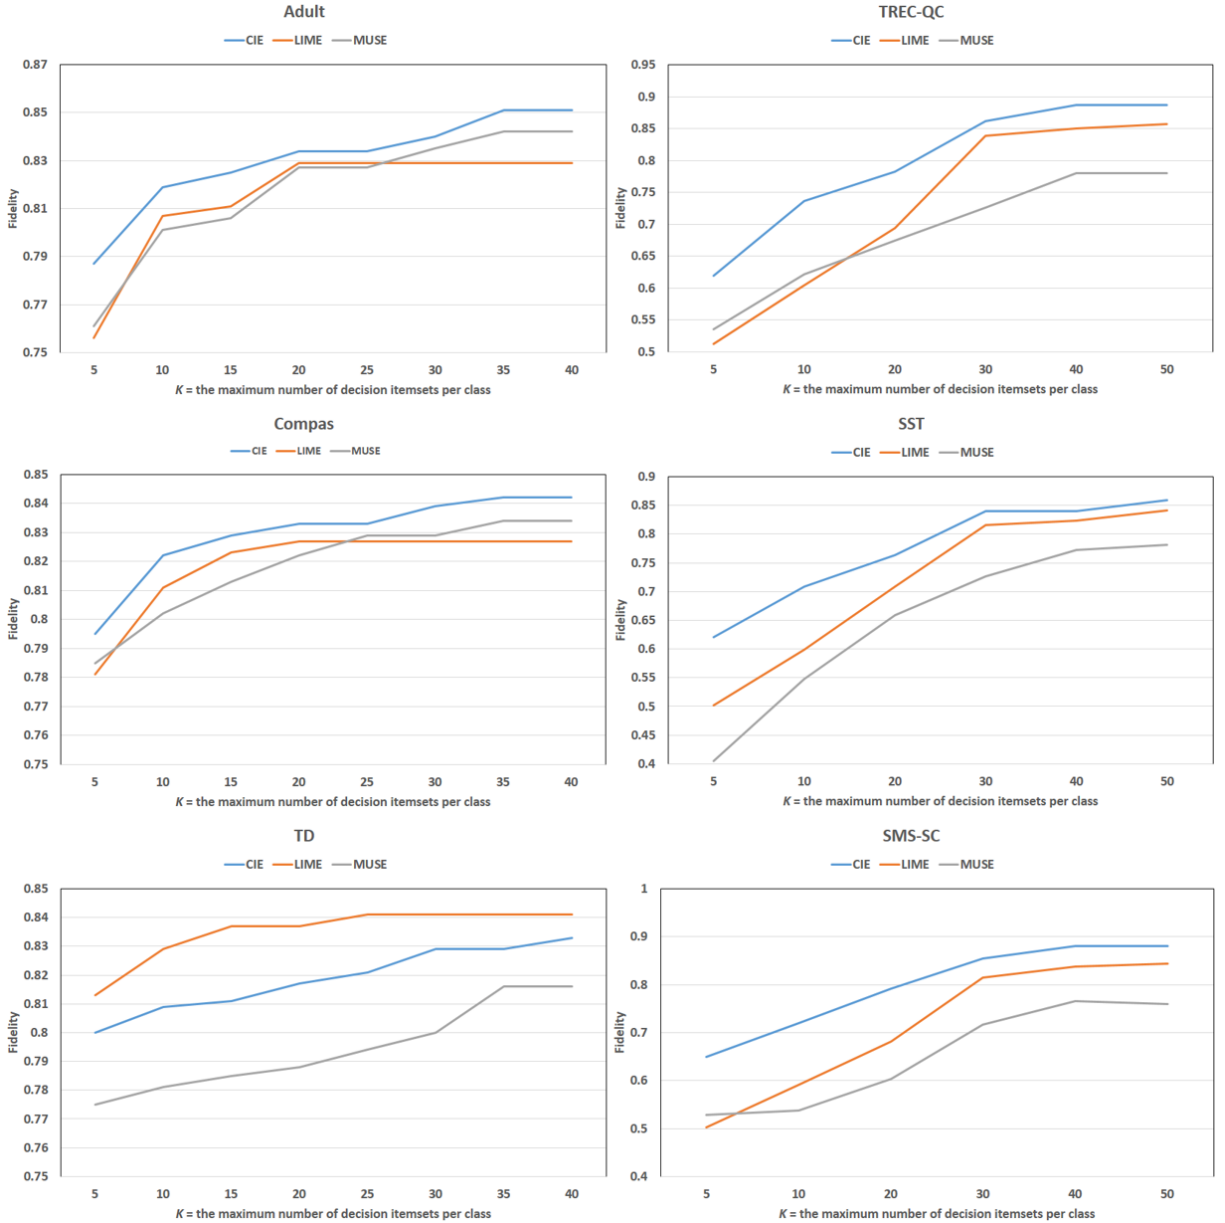 Adult
CIE LIME MUSE
0.87
0.85
0.83
0.81
0.79
0.77
0.75
Fidelity
5 10 15 20 25 30 35 40
K = the maximum number of decision itemsets per class
TREC-QC
CIE LIME MUSE
0.95
0.9
0.85
0.8
0.75
0.7
0.65
0.6
0.55
0.5
Fidelity
5 10 20 30 40 50
K = the maximum number of decision itemsets per class
Compas
CIE LIME MUSE
0.85
0.84
0.83
0.82
0.81
0.8
0.79
0.78
0.77
0.76
0.75
Fidelity
5 10 15 20 25 30 35 40
K = the maximum number of decision itemsets per class
SST
CIE LIME MUSE
0.9
0.85
0.8
0.75
0.7
0.65
0.6
0.55
0.5
0.45
0.4
Fidelity
5 10 20 30 40 50
K = the maximum number of decision itemsets per class
TD
CIE LIME MUSE
0.85
0.84
0.83
0.82
0.81
0.8
0.79
0.78
0.77
0.76
0.75
Fidelity
5 10 15 20 25 30 35 40
K = the maximum number of decision itemsets per class
SMS-SC
CIE LIME MUSE
1
0.9
0.8
0.7
0.6
0.5
0.4
Fidelity
5 10 20 30 40 50
K = the maximum number of decision itemsets per class